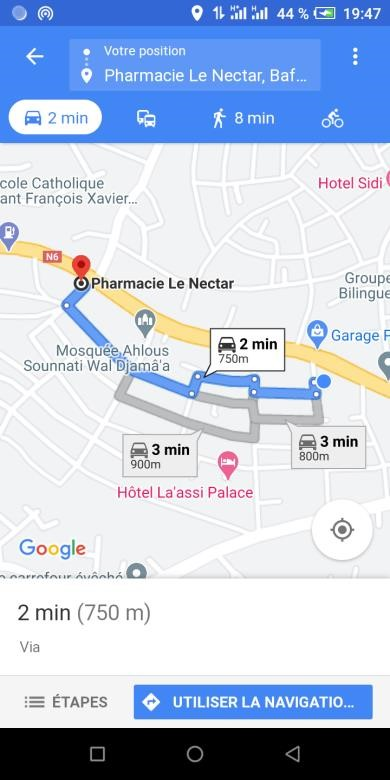 44 % 19:47
Votre position
Pharmacie Le Nectar, Baf...
2 min
8 min
cole Catholique
ant François Xavier...
Hotel Sidi
N6
Pharmacie Le Nectar
Groupe
Bilingue
Garage P
Mosquée Ahlous
Sounnati Wal Djamâ'a
2 min
750m
3 min
900m
3 min
800m
Hôtel La'assi Palace
Google
e carrefour évêché
2 min (750 m)
Via
ÉTAPES
UTILISER LA NAVIGATIO...